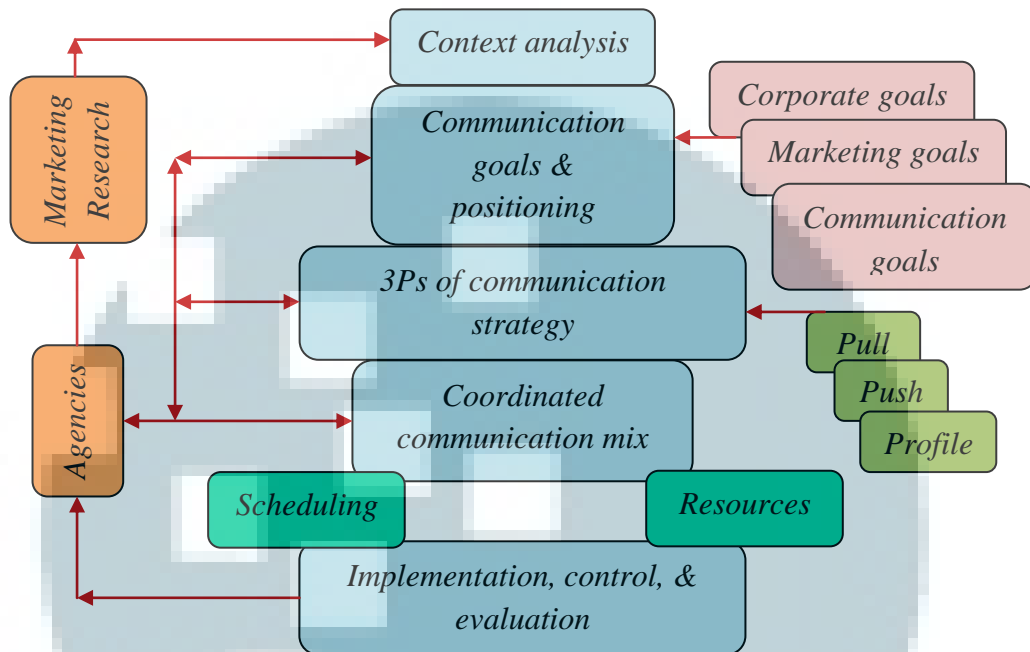 Context analysis
Marketing
Research
Communication
goals &
positioning
Corporate goals
Marketing goals
Communication
goals
3Ps of communication
strategy
Pull
Push
Profile
Agencies
Coordinated
communication mix
Scheduling
Resources
Implementation, control, &
evaluation